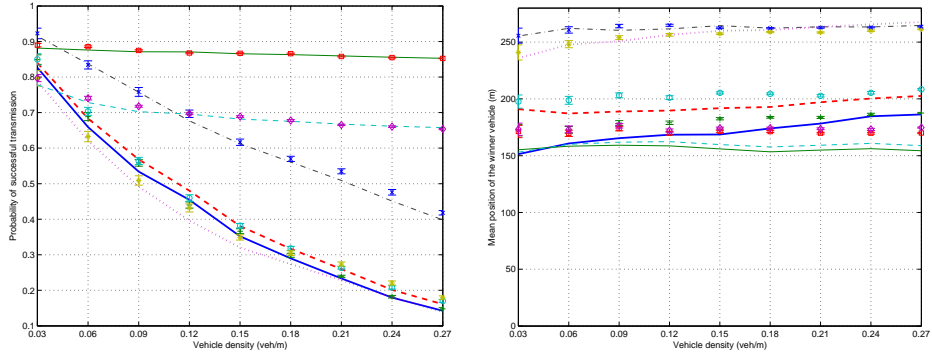 1
0.9
0.8
0.7
0.6
0.5
0.4
0.3
0.2
0.1
Probability of successful transmission
0.03 0.06 0.09 0.12 0.15 0.18 0.21 0.24 0.27
Vehicle density (veh/m)
250
200
150
100
50
0
Mean position of the winner vehicle (m)
0.03 0.06 0.09 0.12 0.15 0.18 0.21 0.24 0.27
Vehicle density (veh/m)